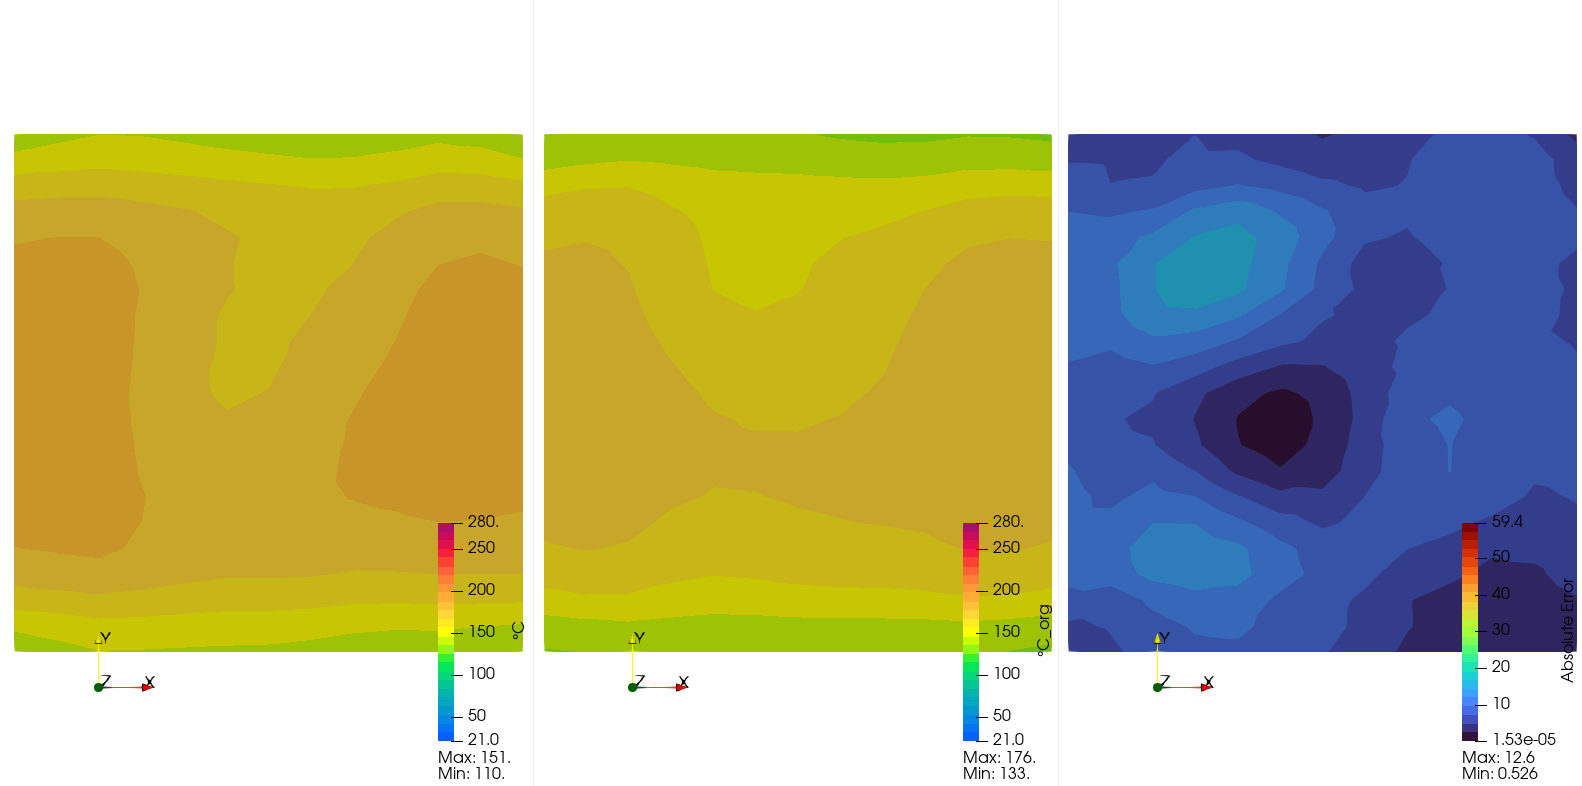 280.
250
200
150
100
50
21.0
°C
Max: 151.
Min: 110.
Y
Z
X
280.
250
200
150
100
50
21.0
°C_org
Max: 176.
Min: 133.
Y
Z
X
59.4
50
40
30
20
10
1.53e-05
Absolute Error
Max: 12.6
Min: 0.526
Y
Z
X